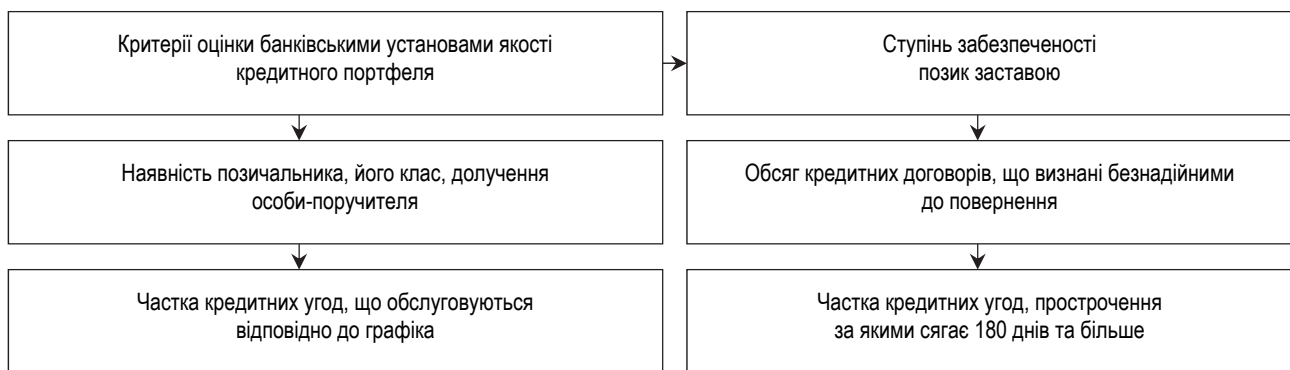 Критерії оцінки банківськими установами якості
кредитного портфеля
Ступінь забезпеченості
позик заставою
Наявність позичальника, його клас, долучення
особи-поручителя
Обсяг кредитних договорів, що визнані безнадійними
до повернення
Частка кредитних угод, що обслуговуються
відповідно до графіка
Частка кредитних угод, прострочення
за якими сягає 180 днів та більше